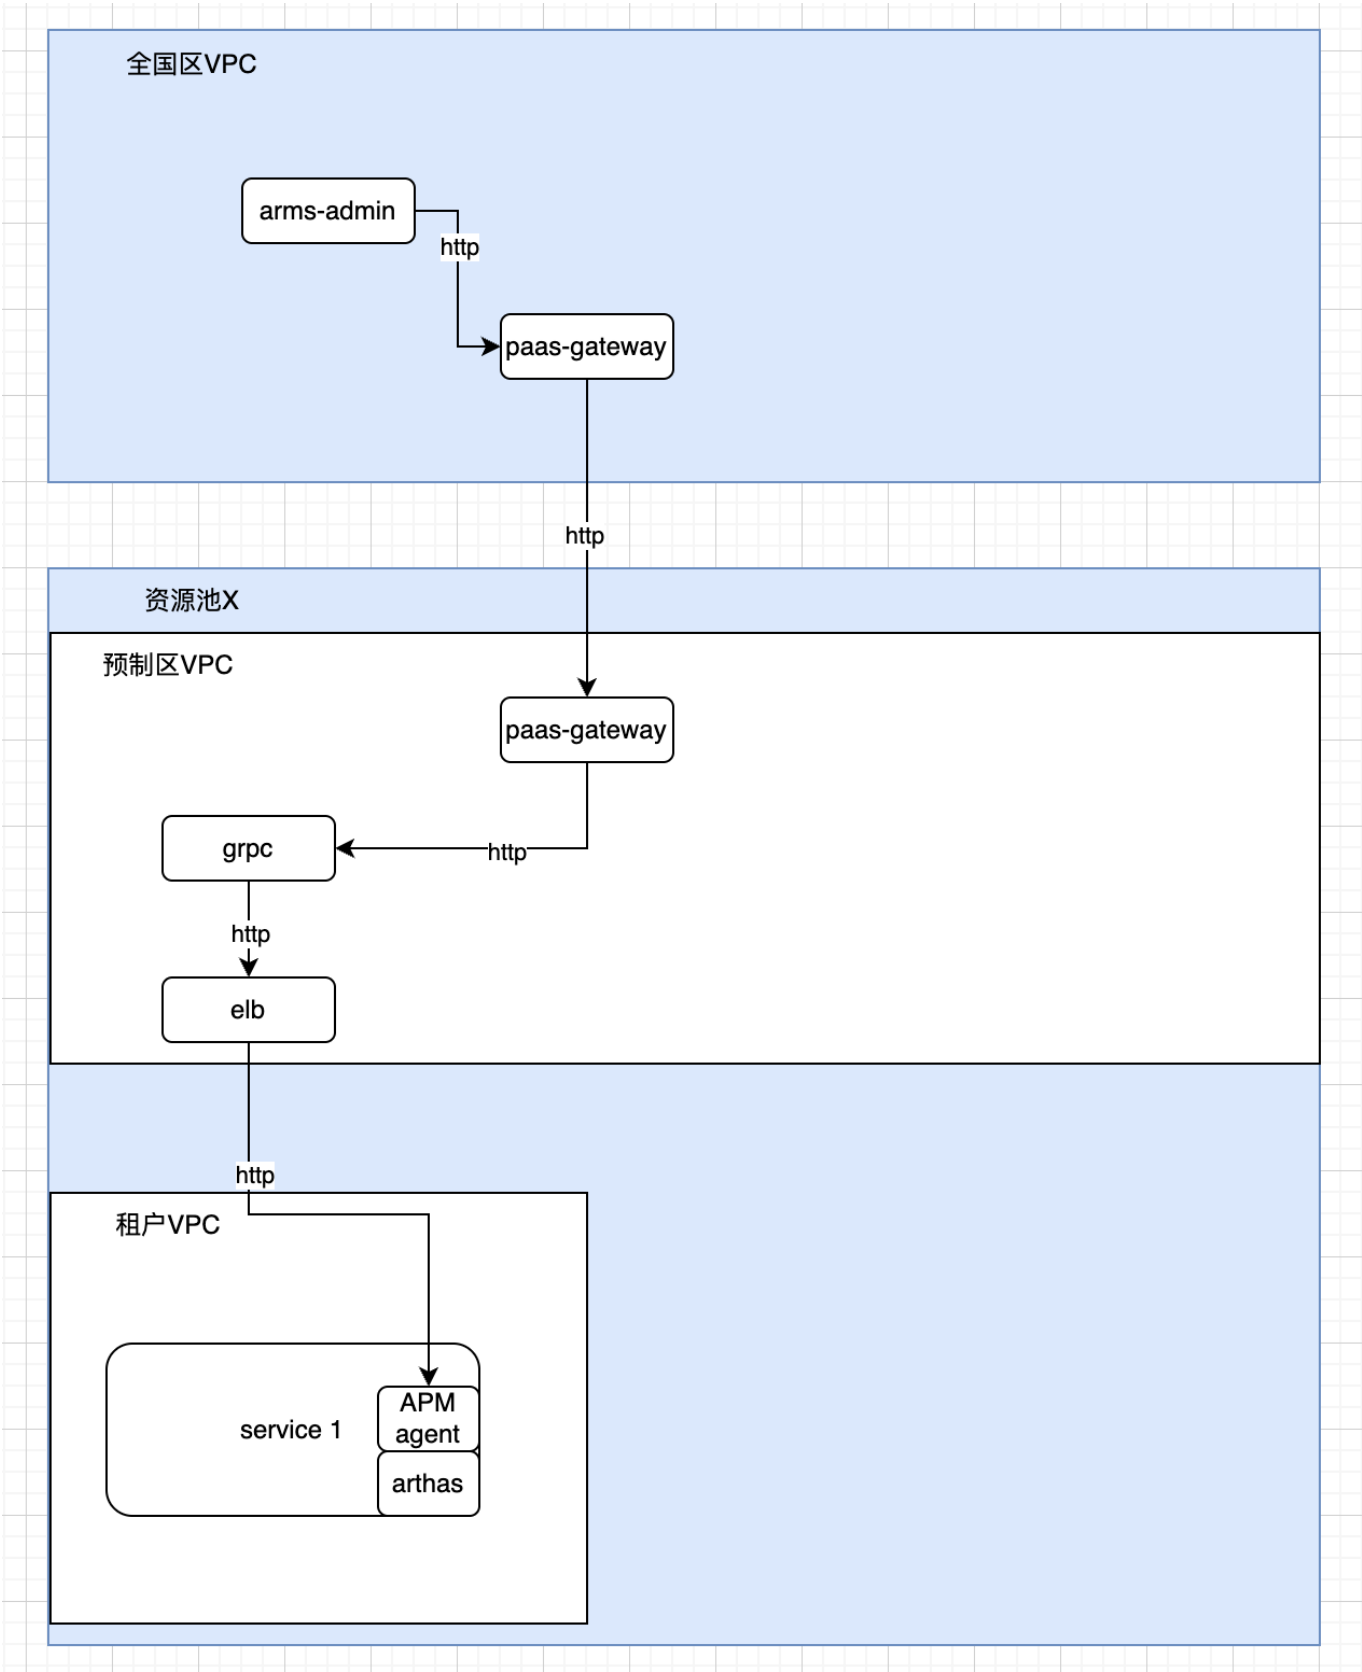 全国区VPC
arms-admin
http
paas-gateway
http
资源池X
预制区VPC
paas-gateway
grpc
http
http
elb
http
租户VPC
APM
agent
service 1
arthas